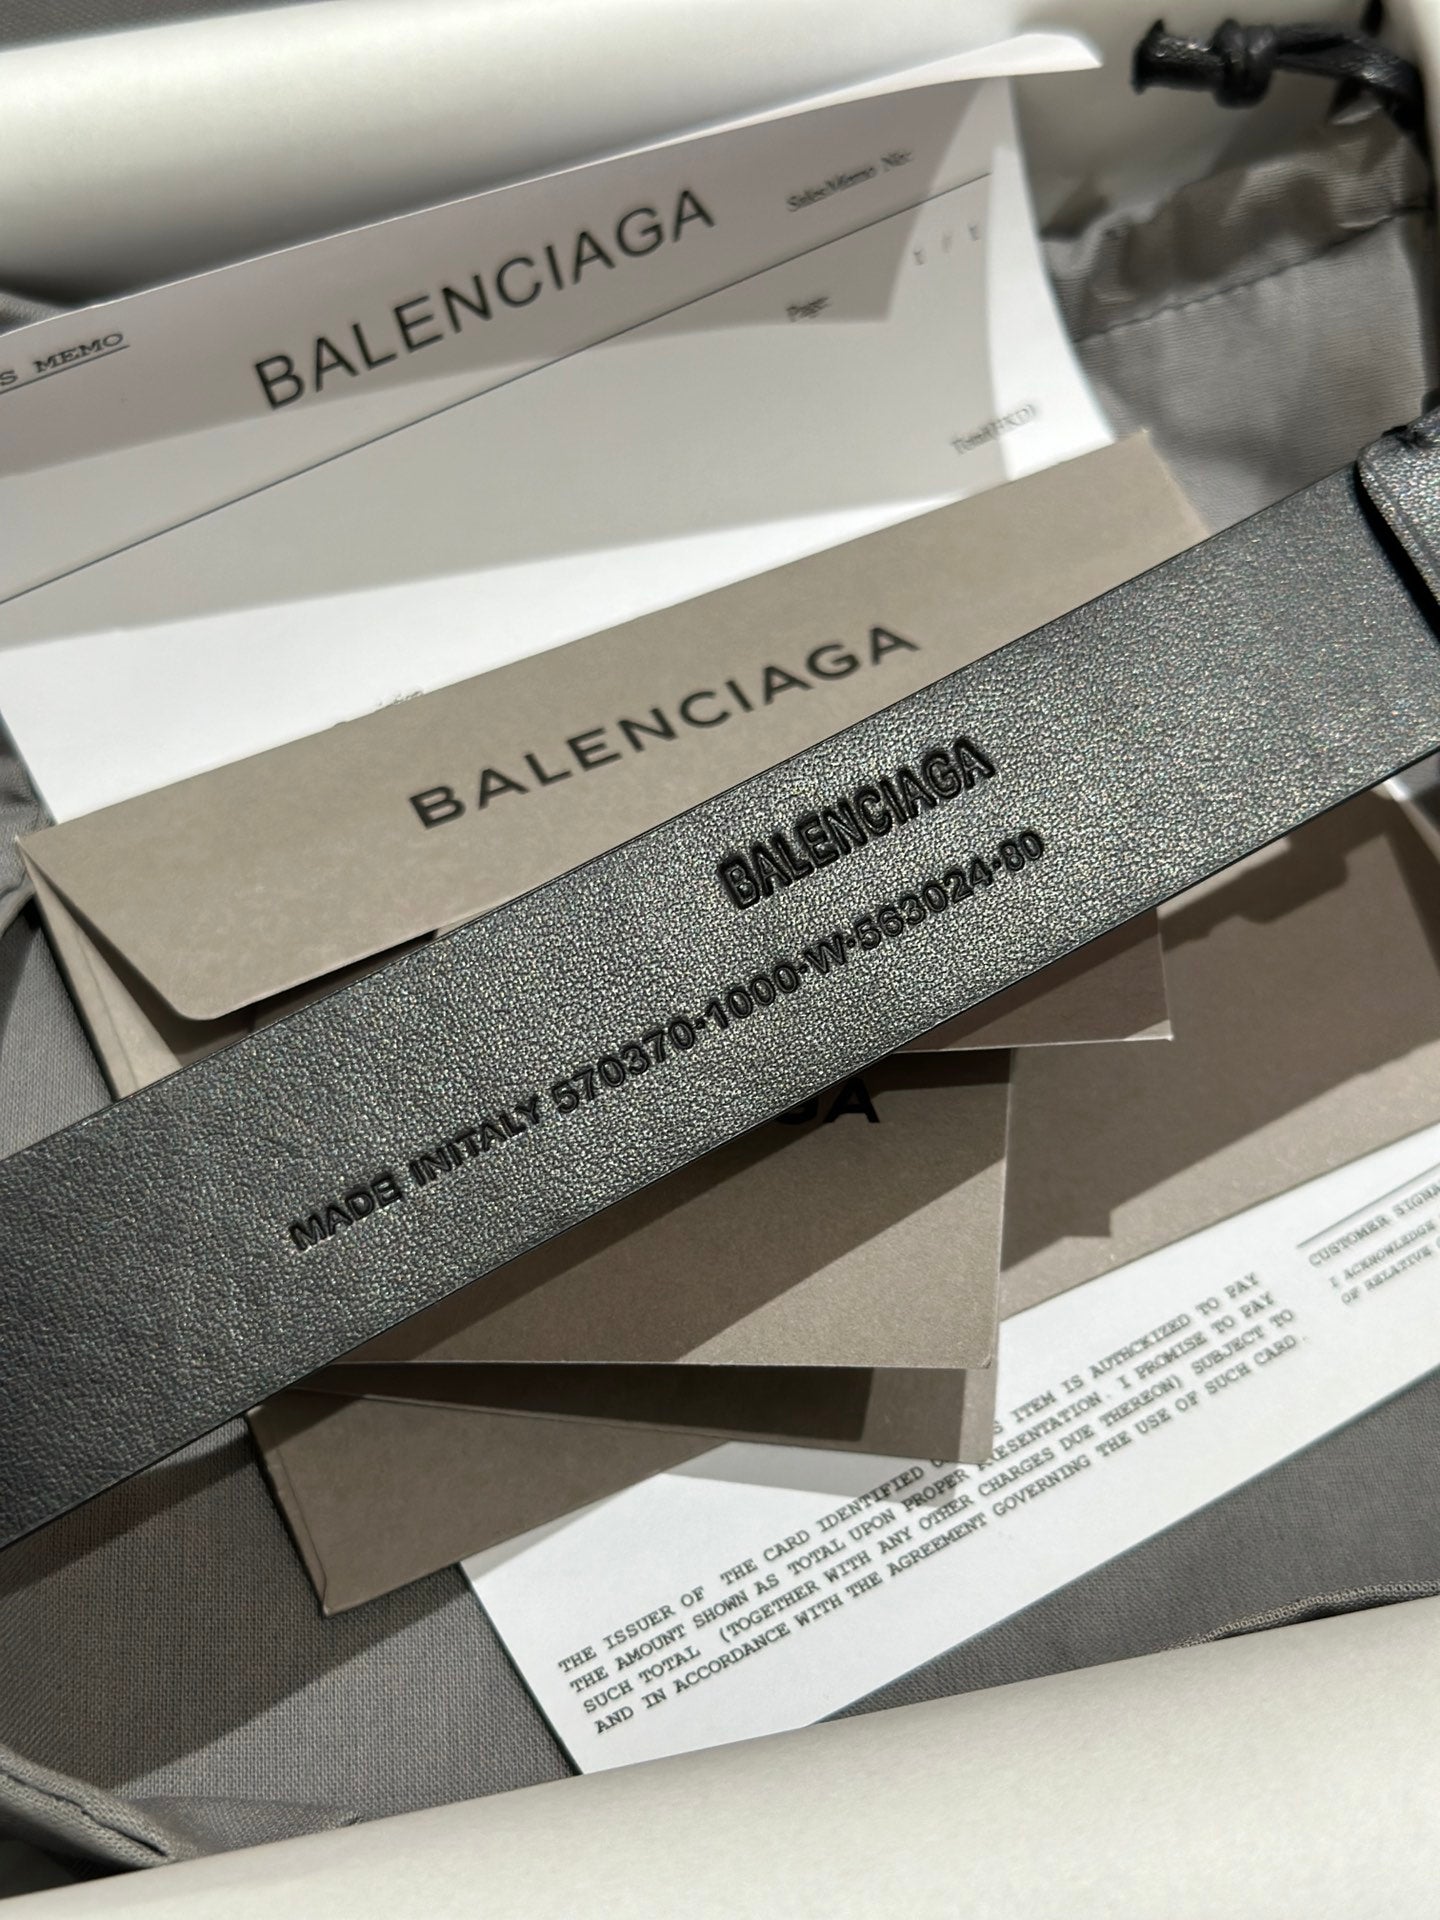 S MEMO
BALENCIAGA
Sales Memo No:
Page:
BALENCIAGA
BALENCIAGA
MADE INITALY 570370·1000·W·563024·80
GA
CUSTOMER SIGNA
I ACKNOWLEDGE
OF RELATIVE
THE ISSUER OF THE CARD IDENTIFIED S ITEM IS AUTHCKIZED TO PAY
THE AMOUNT SHOWN AS TOTAL UPON PROPER RESENTATION. I PROMISE TO PAY
SUCH TOTAL (TOGETHER WITH ANY OTHER CHARGES DUE THEREON) SUBJECT TO
AND IN ACCORDANCE WITH THE AGREEMENT GOVERNING THE USE OF SUCH CARD.